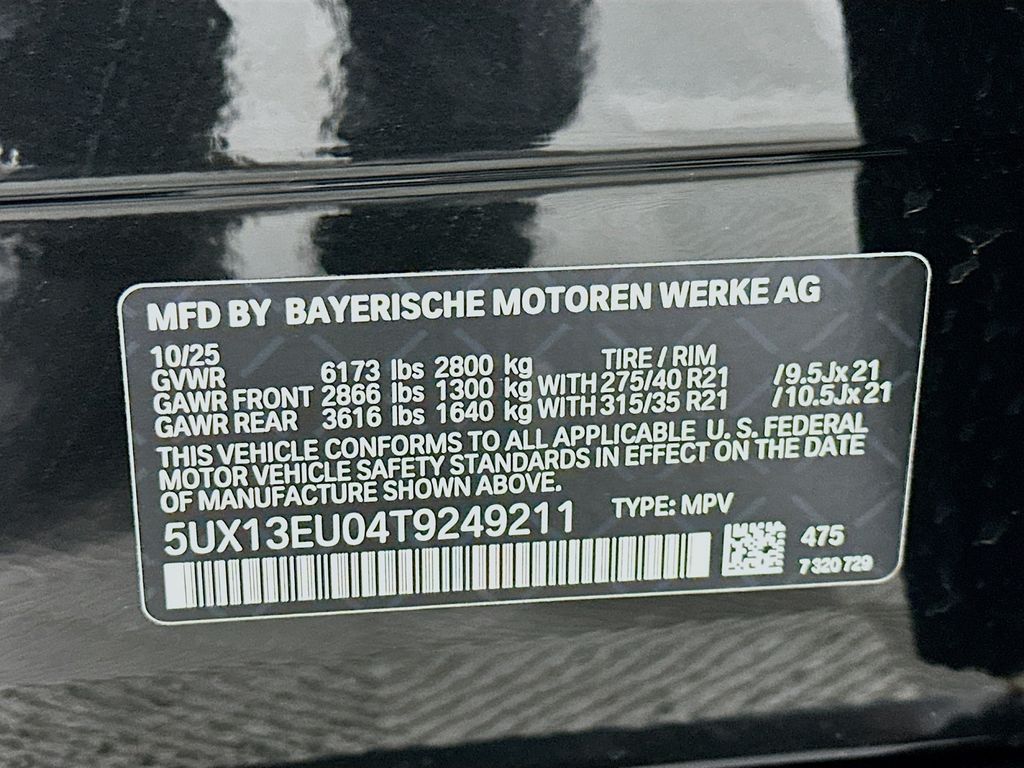 MFD BY BAYERISCHE MOTOREN WERKE AG
10/25 TIRE / RIM
GVWR 6173 lbs 2800 kg
GAWR FRONT 2866 lbs 1300 kg WITH 275/40 R21 /9.5Jx21
GAWR REAR 3616 lbs 1640 kg WITH 315/35 R21 /10.5Jx21
THIS VEHICLE CONFORMS TO ALL APPLICABLE U. S. FEDERAL
MOTOR VEHICLE SAFETY STANDARDS IN EFFECT ON THE DATE
OF MANUFACTURE SHOWN ABOVE.
5UX13EU04T9249211 TYPE: MPV
475
7 320 729